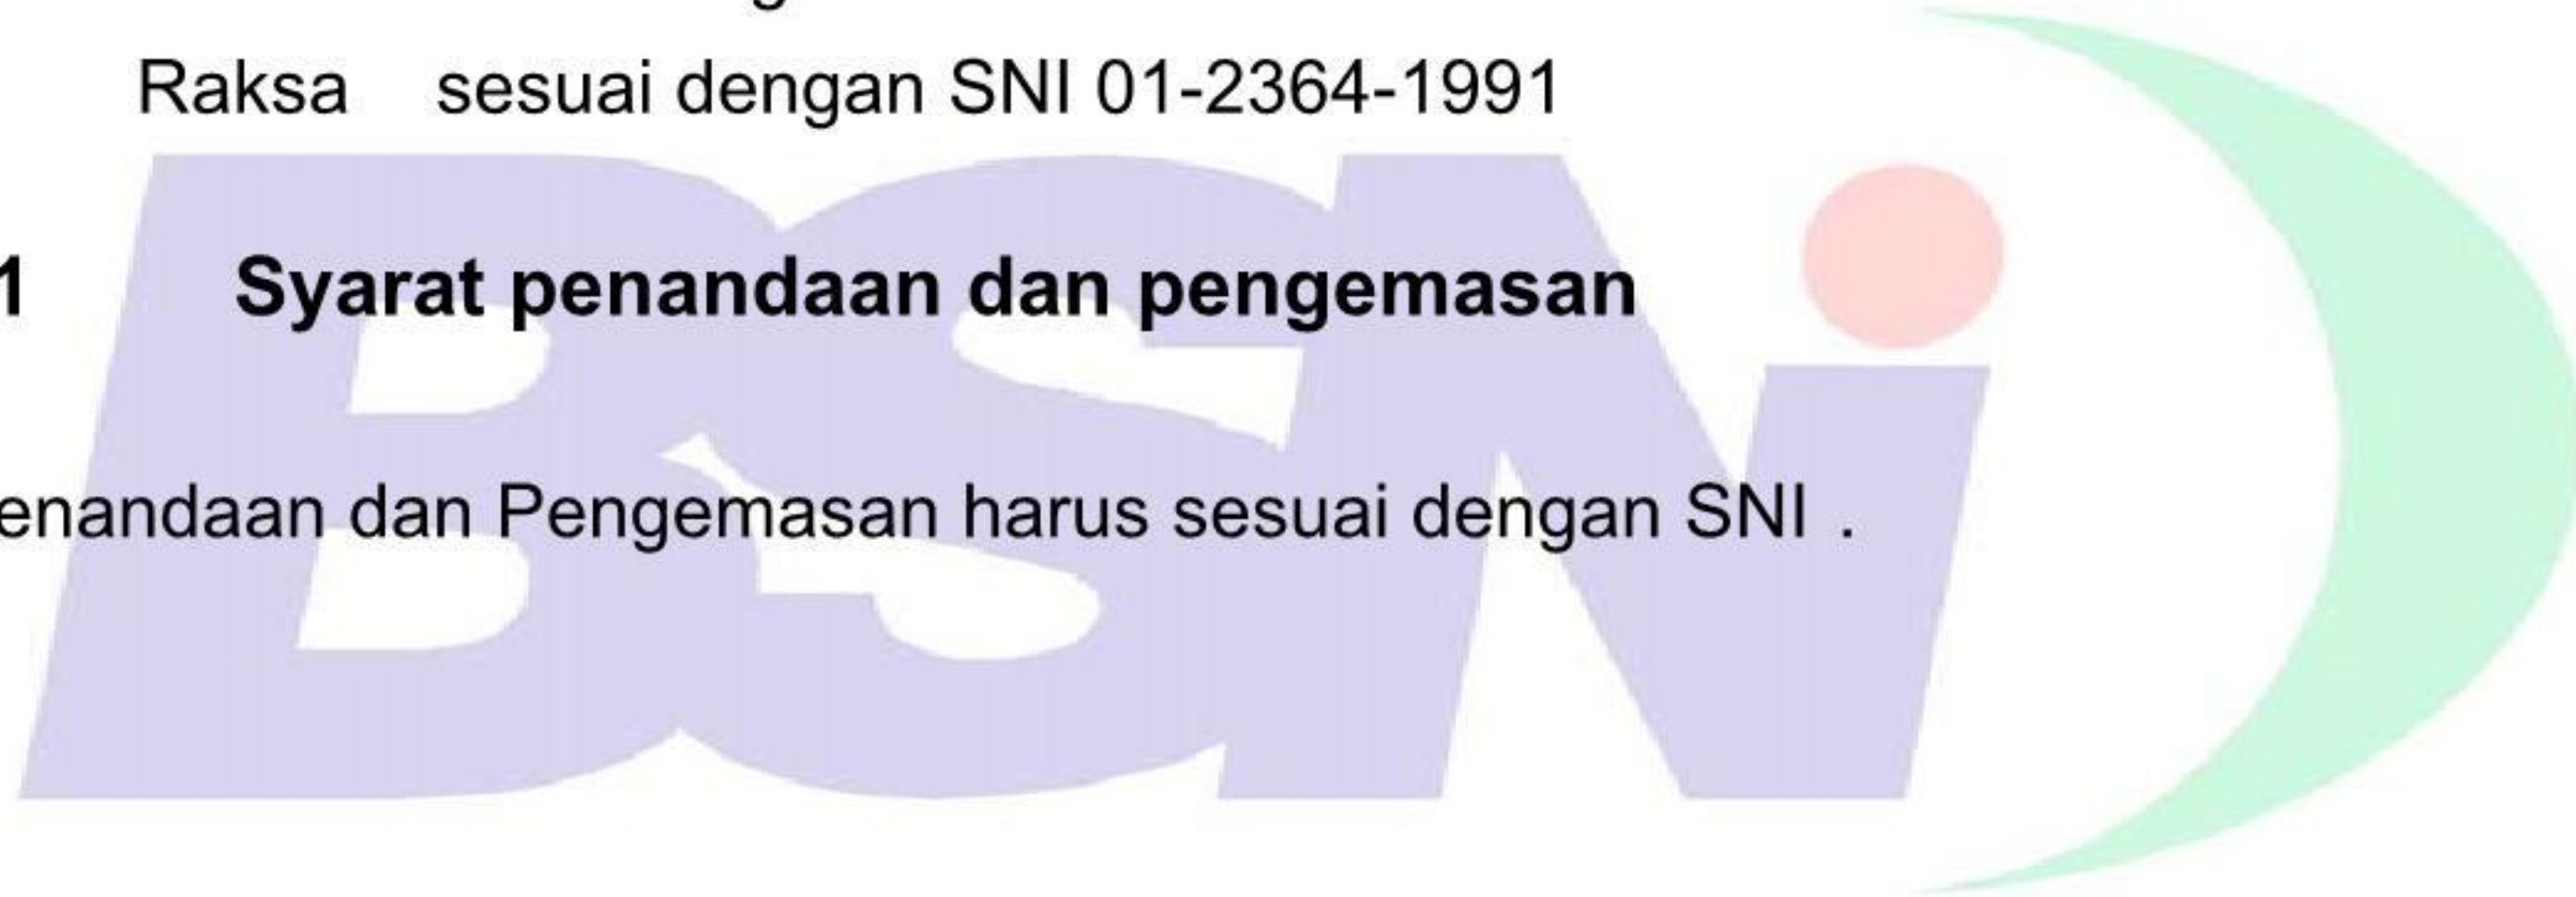 Raksa sesuai dengan SNI 01-2364-1991
1 Syarat penandaan dan pengemasan
enandaan dan Pengemasan harus sesuai dengan SNI .
BSNi